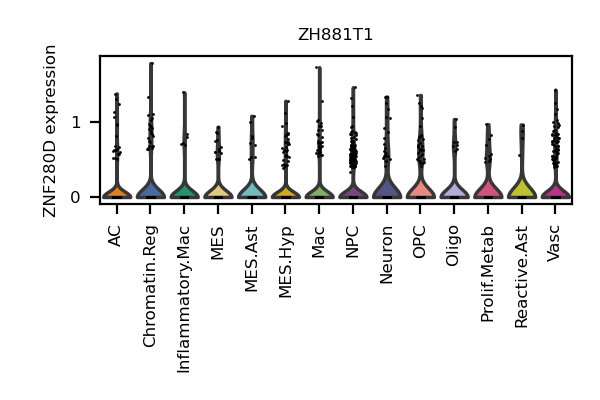 ZH881T1
ZNF280D expression
1
0
AC
Chromatin.Reg
Inflammatory.Mac
MES
MES.Ast
MES.Hyp
Mac
NPC
Neuron
OPC
Oligo
Prolif.Metab
Reactive.Ast
Vasc